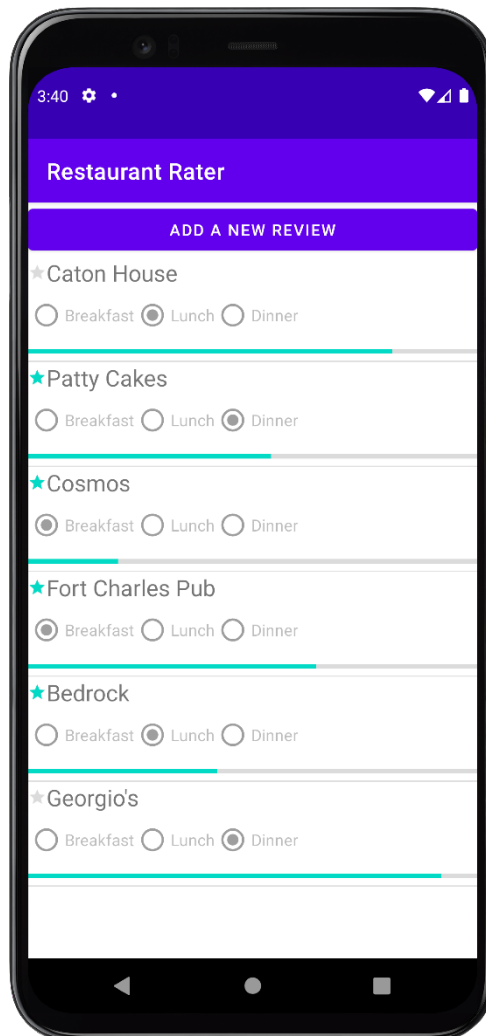 3:40
Restaurant Rater
ADD A NEW REVIEW
Caton House
Breakfast Lunch Dinner
Patty Cakes
Breakfast Lunch Dinner
Cosmos
Breakfast Lunch Dinner
Fort Charles Pub
Breakfast Lunch Dinner
Bedrock
Breakfast Lunch Dinner
Georgio's
Breakfast Lunch Dinner